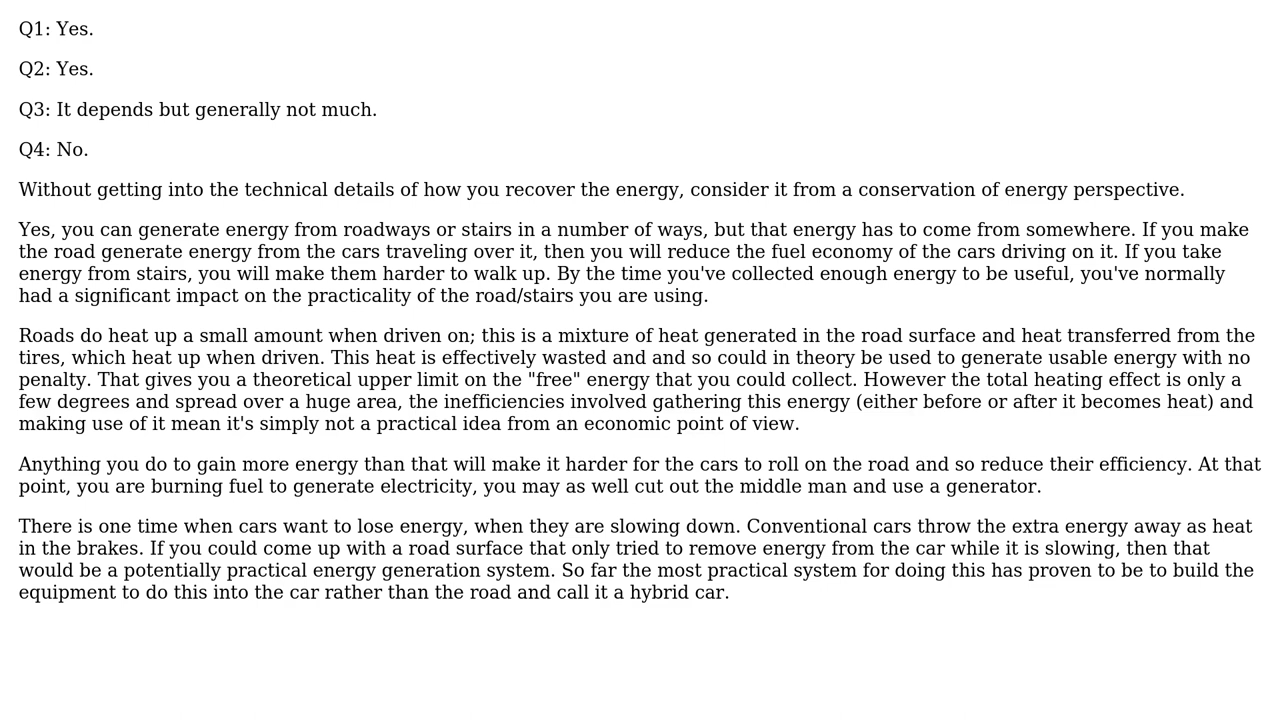 Q1: Yes.
Q2: Yes.
Q3: It depends but generally not much.
Q4: No.
Without getting into the technical details of how you recover the energy, consider it from a conservation of energy perspective.
Yes, you can generate energy from roadways or stairs in a number of ways, but that energy has to come from somewhere. If you make
the road generate energy from the cars traveling over it, then you will reduce the fuel economy of the cars driving on it. If you take
energy from stairs, you will make them harder to walk up. By the time you've collected enough energy to be useful, you've normally
had a significant impact on the practicality of the road/stairs you are using.
Roads do heat up a small amount when driven on; this is a mixture of heat generated in the road surface and heat transferred from the
tires, which heat up when driven. This heat is effectively wasted and and so could in theory be used to generate usable energy with no
penalty. That gives you a theoretical upper limit on the "free" energy that you could collect. However the total heating effect is only a
few degrees and spread over a huge area, the inefficiencies involved gathering this energy (either before or after it becomes heat) and
making use of it mean it's simply not a practical idea from an economic point of view.
Anything you do to gain more energy than that will make it harder for the cars to roll on the road and so reduce their efficiency. At that
point, you are burning fuel to generate electricity, you may as well cut out the middle man and use a generator.
There is one time when cars want to lose energy, when they are slowing down. Conventional cars throw the extra energy away as heat
in the brakes. If you could come up with a road surface that only tried to remove energy from the car while it is slowing, then that
would be a potentially practical energy generation system. So far the most practical system for doing this has proven to be to build the
equipment to do this into the car rather than the road and call it a hybrid car.